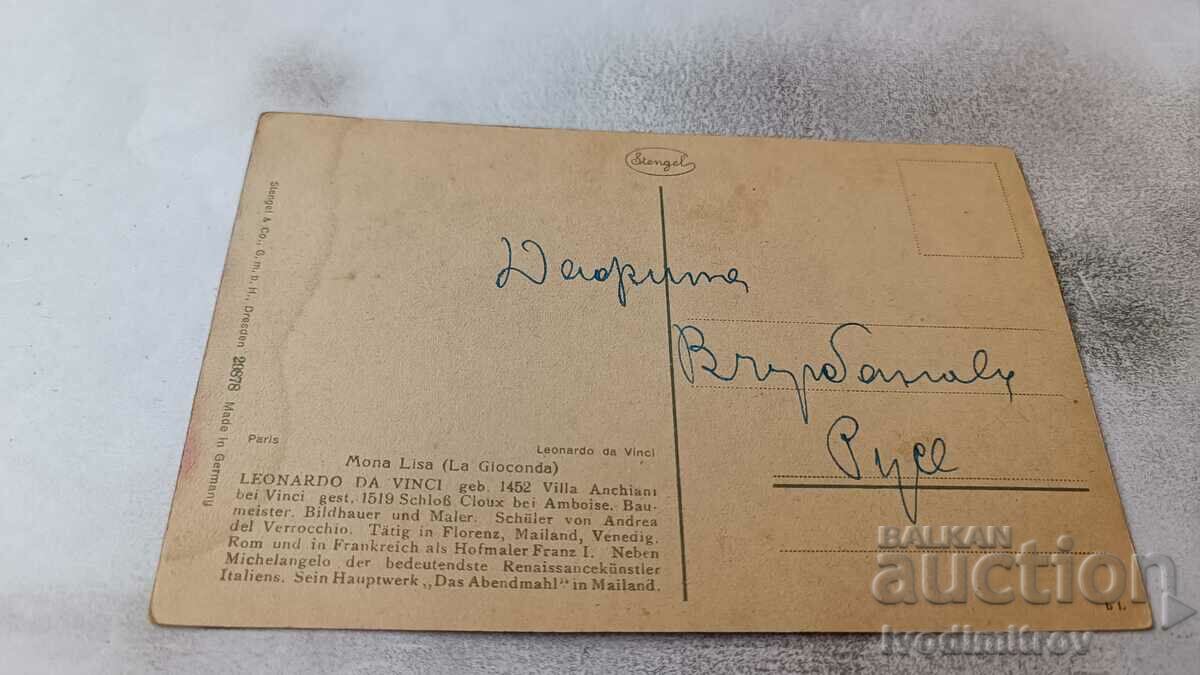 Stengel
Stengel & Co., G.m.b.H., Dresden 20878 Made in Germany
Русе
Paris
Leonardo da Vinci
Mona Lisa (La Gioconda)
LEONARDO DA VINCI geb. 1452 Villa Anchiani
bei Vinci gest. 1519 Schloß Cloux bei Amboise. Bau-
meister, Bildhauer und Maler. Schüler von Andrea
del Verrocchio. Tätig in Florenz, Mailand, Venedig,
Rom und in Frankreich als Hofmaler Franz I. Neben
Michelangelo der bedeutendste Renaissancekünstler
Italiens. Sein Hauptwerk „Das Abendmahl“ in Mailand.
BALKAN
auction
Ivodimitrov